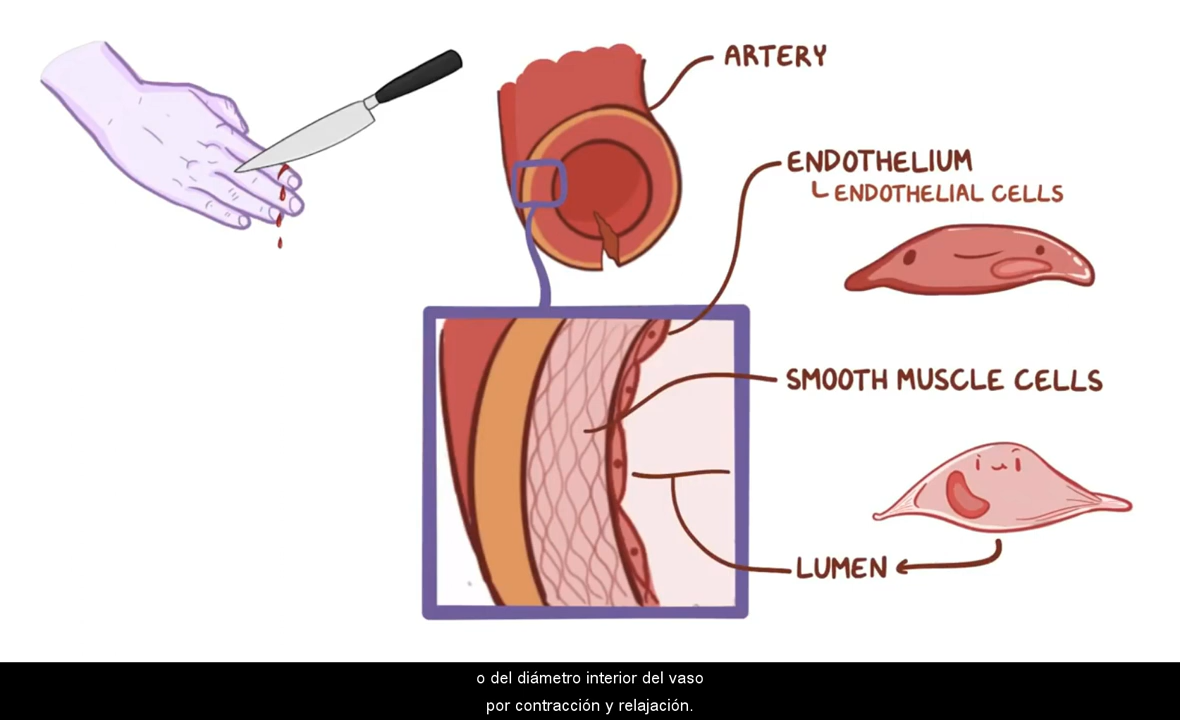 ARTERY
ENDOTHELIUM
ENDOTHELIAL CELLS
SMOOTH MUSCLE CELLS
LUMEN
o del diámetro interior del vaso
por contracción y relajación.